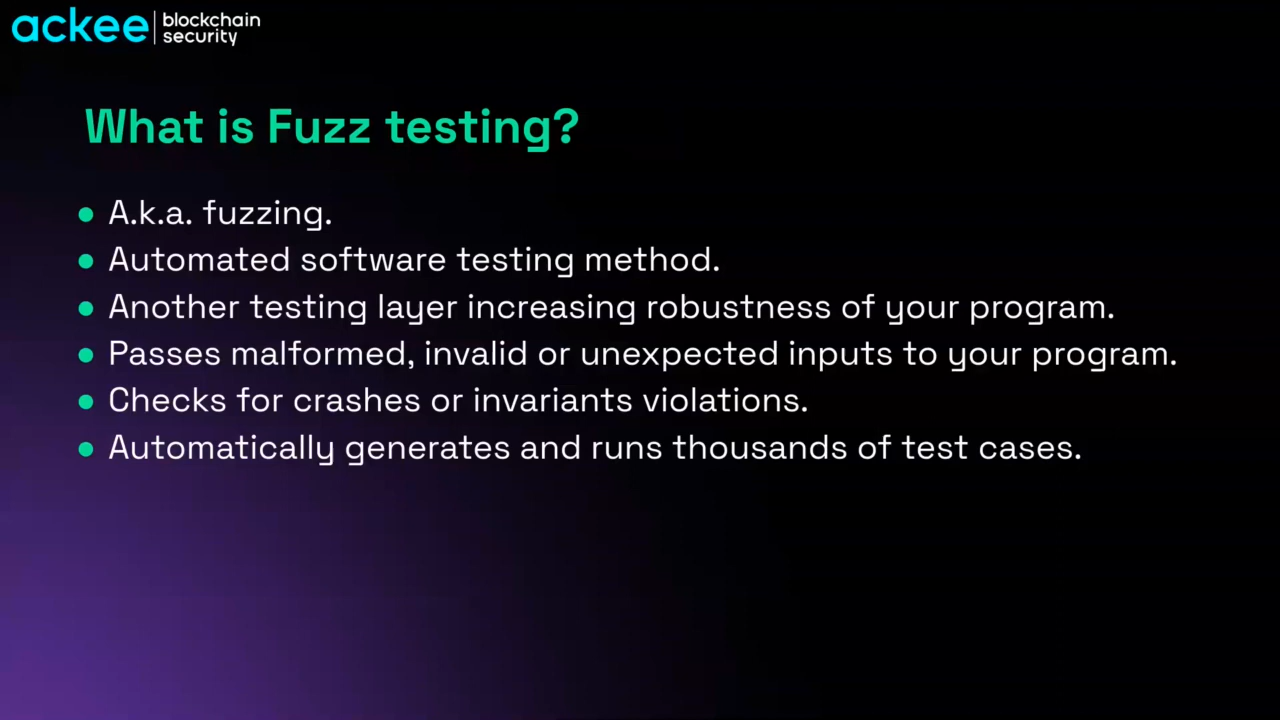 ackee
blockchain
security
What is Fuzz testing?
● A.k.a. fuzzing.
● Automated software testing method.
● Another testing layer increasing robustness of your program.
● Passes malformed, invalid or unexpected inputs to your program.
● Checks for crashes or invariants violations.
● Automatically generates and runs thousands of test cases.